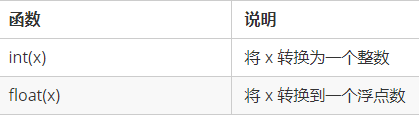 函数 说明
int(x) 将 x 转换为一个整数
float(x) 将 x 转换到一个浮点数